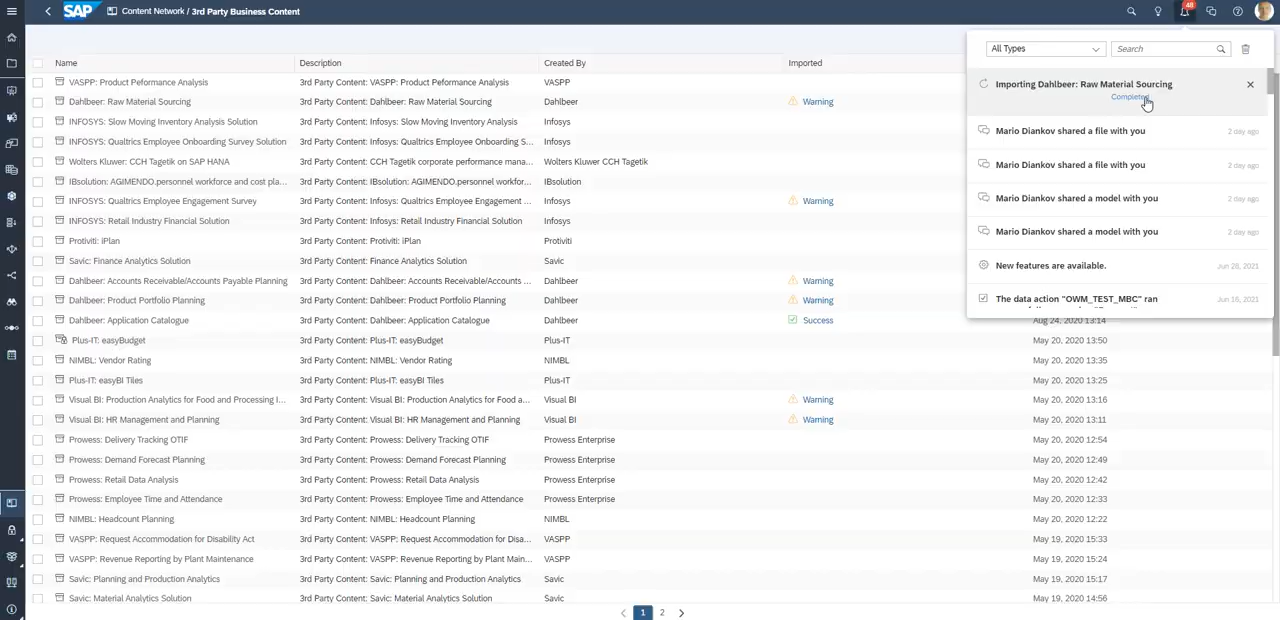 SAP Content Network / 3rd Party Business Content 48
All Types Search
Name Description Created By Imported
Importing Dahlbeer: Raw Material Sourcing
Completed
Mario Diankov shared a file with you 2 day ago
Mario Diankov shared a file with you 2 day ago
Mario Diankov shared a model with you 2 day ago
Mario Diankov shared a model with you 2 day ago
New features are available. Jun 28, 2021
The data action "OWM_TEST_MBC" ran Jun 16, 2021
VASPP: Product Peformance Analysis 3rd Party Content: VASPP: Product Peformance Analysis VASPP
Dahlbeer: Raw Material Sourcing 3rd Party Content: Dahlbeer: Raw Material Sourcing Dahlbeer Warning
INFOSYS: Slow Moving Inventory Analysis Solution 3rd Party Content: Infosys: Slow Moving Inventory Analysis Infosys
INFOSYS: Qualtrics Employee Onboarding Survey Solution 3rd Party Content: Infosys: Qualtrics Employee Onboarding S... Infosys
Wolters Kluwer: CCH Tagetik on SAP HANA 3rd Party Content: CCH Tagetik corporate performance mana... Wolters Kluwer CCH Tagetik
IBsolution: AGIMENDO.personnel workforce and cost pla... 3rd Party Content: IBsolution: AGIMENDO.personnel workfor... IBsolution
INFOSYS: Qualtrics Employee Engagement Survey 3rd Party Content: Infosys: Qualtrics Employee Engagement ... Infosys Warning
INFOSYS: Retail Industry Financial Solution 3rd Party Content: Infosys: Retail Industry Financial Solution Infosys
Protiviti: iPlan 3rd Party Content: Protiviti: iPlan Protiviti
Savic: Finance Analytics Solution 3rd Party Content: Finance Analytics Solution Savic
Dahlbeer: Accounts Receivable/Accounts Payable Planning 3rd Party Content: Dahlbeer: Accounts Receivable/Accounts ... Dahlbeer Warning
Dahlbeer: Product Portfolio Planning 3rd Party Content: Dahlbeer: Product Portfolio Planning Dahlbeer Warning
Dahlbeer: Application Catalogue 3rd Party Content: Dahlbeer: Application Catalogue Dahlbeer Success Aug 24, 2020 13:14
Plus-IT: easyBudget 3rd Party Content: Plus-IT: easyBudget Plus-IT May 20, 2020 13:50
NIMBL: Vendor Rating 3rd Party Content: NIMBL: Vendor Rating NIMBL May 20, 2020 13:35
Plus-IT: easyBI Tiles 3rd Party Content: Plus-IT: easyBI Tiles Plus-IT May 20, 2020 13:25
Visual BI: Production Analytics for Food and Processing I... 3rd Party Content: Visual BI: Production Analytics for Food a... Visual BI Warning May 20, 2020 13:16
Visual BI: HR Management and Planning 3rd Party Content: Visual BI: HR Management and Planning Visual BI Warning May 20, 2020 13:11
Prowess: Delivery Tracking OTIF 3rd Party Content: Prowess: Delivery Tracking OTIF Prowess Enterprise May 20, 2020 12:54
Prowess: Demand Forecast Planning 3rd Party Content: Prowess: Demand Forecast Planning Prowess Enterprise May 20, 2020 12:49
Prowess: Retail Data Analysis 3rd Party Content: Prowess: Retail Data Analysis Prowess Enterprise May 20, 2020 12:42
Prowess: Employee Time and Attendance 3rd Party Content: Prowess: Employee Time and Attendance Prowess Enterprise May 20, 2020 12:33
NIMBL: Headcount Planning 3rd Party Content: NIMBL: Headcount Planning NIMBL May 20, 2020 12:22
VASPP: Request Accommodation for Disability Act 3rd Party Content: VASPP: Request Accommodation for Disa... VASPP May 19, 2020 15:33
VASPP: Revenue Reporting by Plant Maintenance 3rd Party Content: VASPP: Revenue Reporting by Plant Main... VASPP May 19, 2020 15:24
Savic: Planning and Production Analytics 3rd Party Content: Savic: Planning and Production Analytics Savic May 19, 2020 15:17
Savic: Material Analytics Solution 3rd Party Content: Savic: Material Analytics Solution Savic May 19, 2020 14:56
1 2